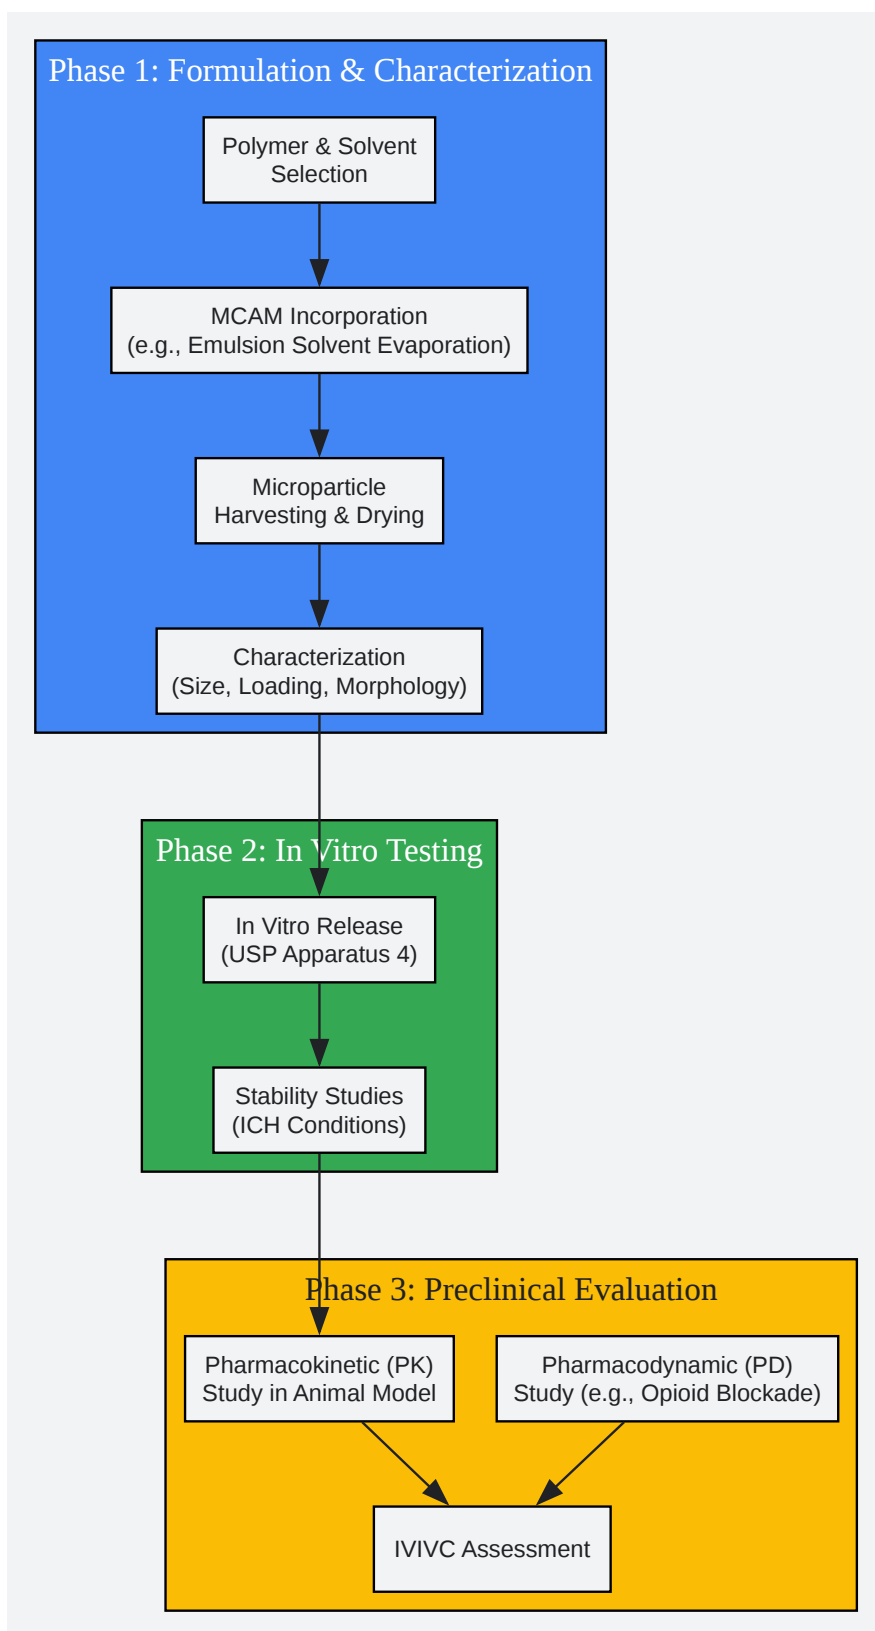 Phase 1: Formulation & Characterization
Polymer & Solvent
Selection
MCAM Incorporation
(e.g., Emulsion Solvent Evaporation)
Microparticle
Harvesting & Drying
Characterization
(Size, Loading, Morphology)
Phase 2: In Vitro Testing
In Vitro Release
(USP Apparatus 4)
Stability Studies
(ICH Conditions)
Phase 3: Preclinical Evaluation
Pharmacokinetic (PK)
Study in Animal Model
Pharmacodynamic (PD)
Study (e.g., Opioid Blockade)
IVIVC Assessment